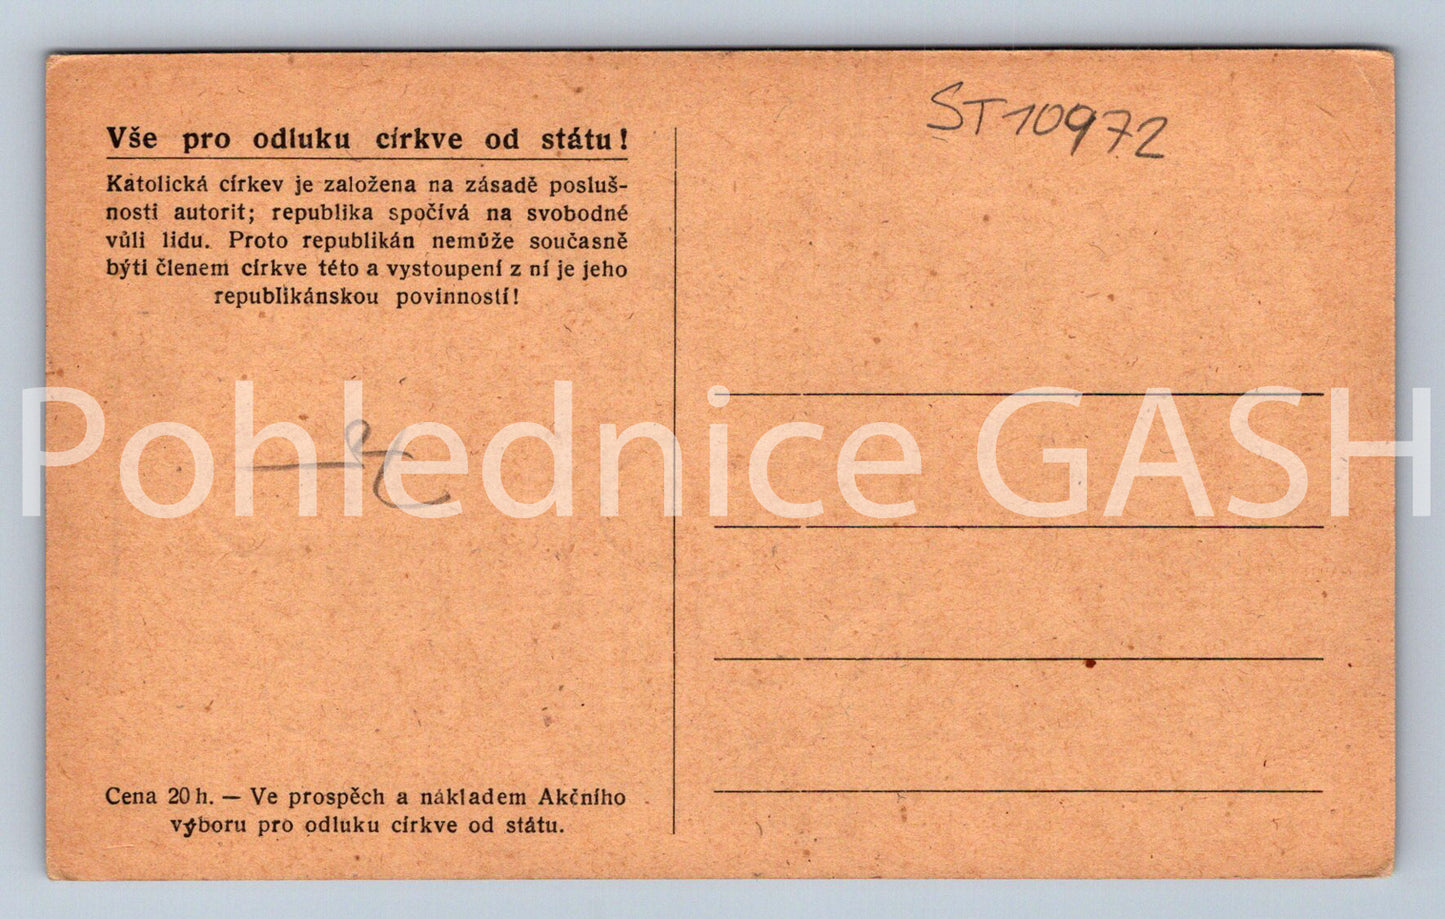 ST10972
Vše pro odluku církve od státu!
Katolická církev je založena na zásadě posluš-
nosti autorit; republika spočívá na svobodné
vůli lidu. Proto republikán nemůže současně
býti členem církve této a vystoupení z ní je jeho
republikánskou povinností!
Pohlednice GASH
Cena 20 h. — Ve prospěch a nákladem Akčního
výboru pro odluku církve od státu.